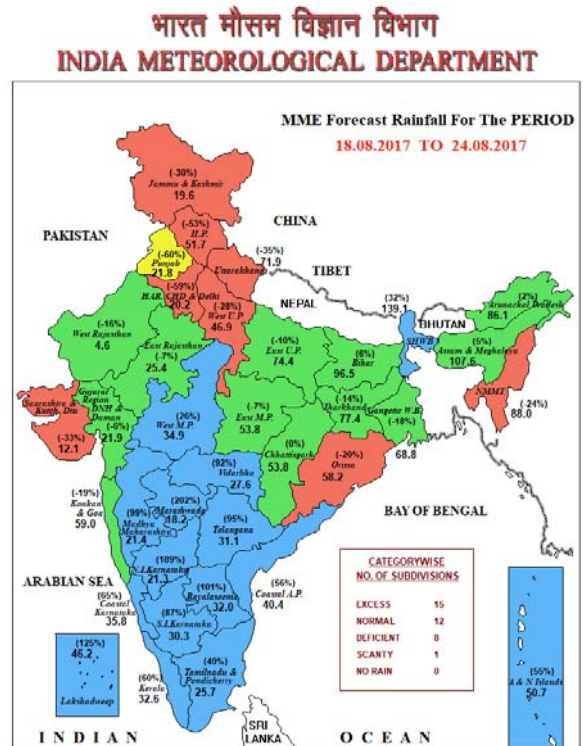 भारत मौसम विज्ञान विभाग
INDIA METEOROLOGICAL DEPARTMENT
MME Forecast Rainfall For The PERIOD
18.08.2017 TO 24.08.2017
(-30%)
Jammu & Kashmir
19.6
CHINA
PAKISTAN
(-53%)
H.P.
51.7
(-60%)
Punjab
21.8
(-35%)
71.9
Uttarakhand
TIBET
(-59%)
HAR. CHD & Delhi
20.2
(-28%)
West U.P
46.9
NEPAL
(32%)
139.1
SHWB
BHUTAN
(2%)
Arunachal Pradesh
86.1
(5%)
Assam & Meghalaya
107.6
NMMT
(-24%)
88.0
(-16%)
West Rajasthan
4.6
East Rajasthan
(-7%)
25.4
(-10%)
East U.P.
74.4
(6%)
Bihar
96.5
(-14%)
Jharkhand
77.4
Gangetic W.B.
(-18%)
68.8
Saurashtra &
Kutch, Diu
(-33%)
12.1
Gujarat
Region
DNH &
Daman
(-6%)
21.9
(26%)
West M.P.
34.9
(-7%)
East M.P.
53.8
(0%)
Chhattisgarh
53.8
(-20%)
Orissa
58.2
(92%)
Vidarbha
27.6
(-19%)
Konkan
& Goa
59.0
(202%)
Marathwada
18.2
(99%)
Madhya
Maharashtra
21.4
(95%)
Telangana
31.1
BAY OF BENGAL
(109%)
N.I.Karnataka
21.3
(101%)
Rayalaseema
32.0
(56%)
Coastal A.P.
40.4
ARABIAN SEA
(65%)
Coastal
Karnataka
35.8
(87%)
S.I.Karnataka
30.3
(49%)
Tamilnadu &
Pondicherry
25.7
(60%)
Kerala
32.6
(125%)
46.2
Lakshadweep
CATEGORYWISE
NO. OF SUBDIVISIONS
EXCESS 15
NORMAL 12
DEFICIENT 8
SCANTY 1
NO RAIN 0
(55%)
A & N Islands
50.7
SRI
LANKA
INDIAN OCEAN